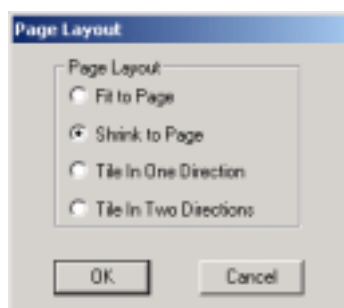 Page Layout
Page Layout
Fit to Page
Shrink to Page
Tile In One Direction
Tile In Two Directions
OK
Cancel